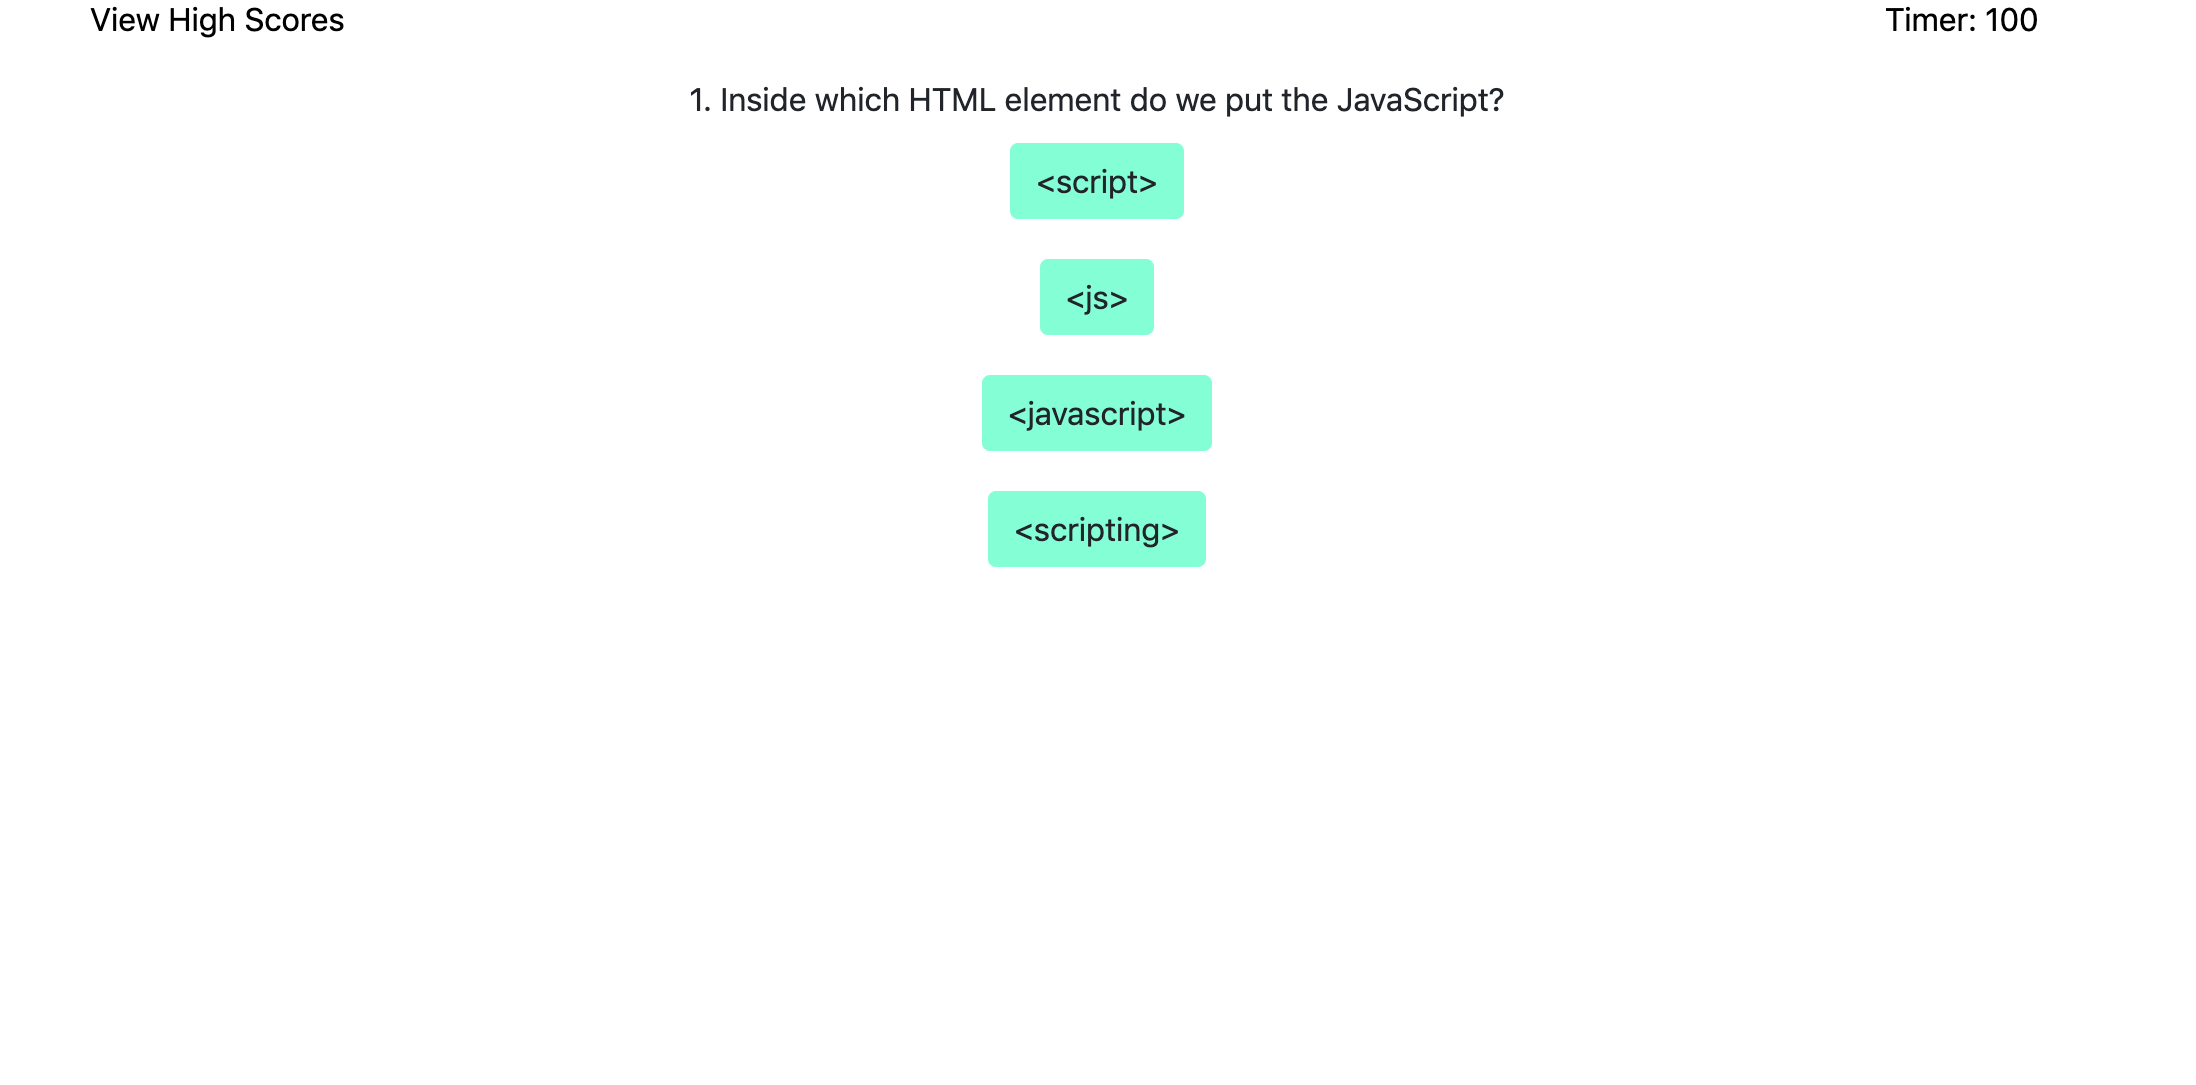 View High Scores
Timer: 100
1. Inside which HTML element do we put the JavaScript?
<script>
<js>
<javascript>
<scripting>